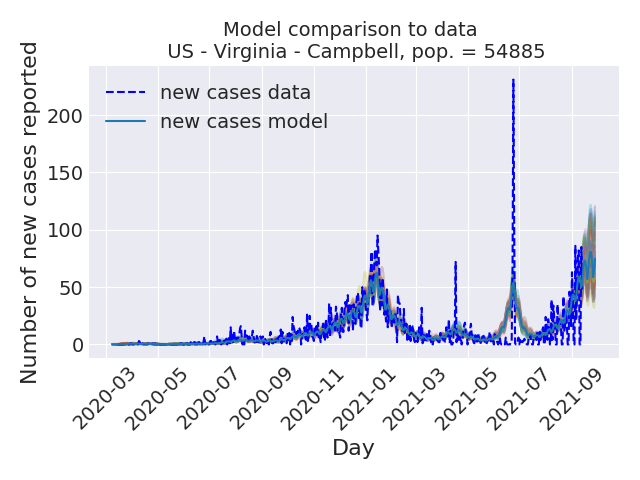 Model comparison to data
US - Virginia - Campbell, pop. = 54885
Number of new cases reported
new cases data
new cases model
200
150
100
50
0
2020-03
2020-05
2020-07
2020-09
2020-11
2021-01
2021-03
2021-05
2021-07
2021-09
Day